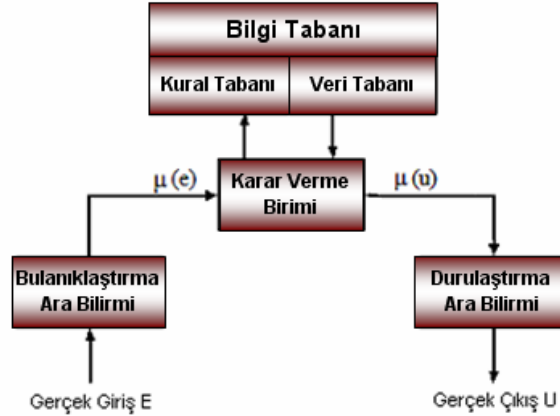 Bilgi Tabanı
Kural Tabanı
Veri Tabanı
μ (e)
Karar Verme
Birimi
μ (u)
Bulanıklaştırma
Ara Bilirmi
Durulaştırma
Ara Bilirmi
Gerçek Giriş E
Gerçek Çıkış U